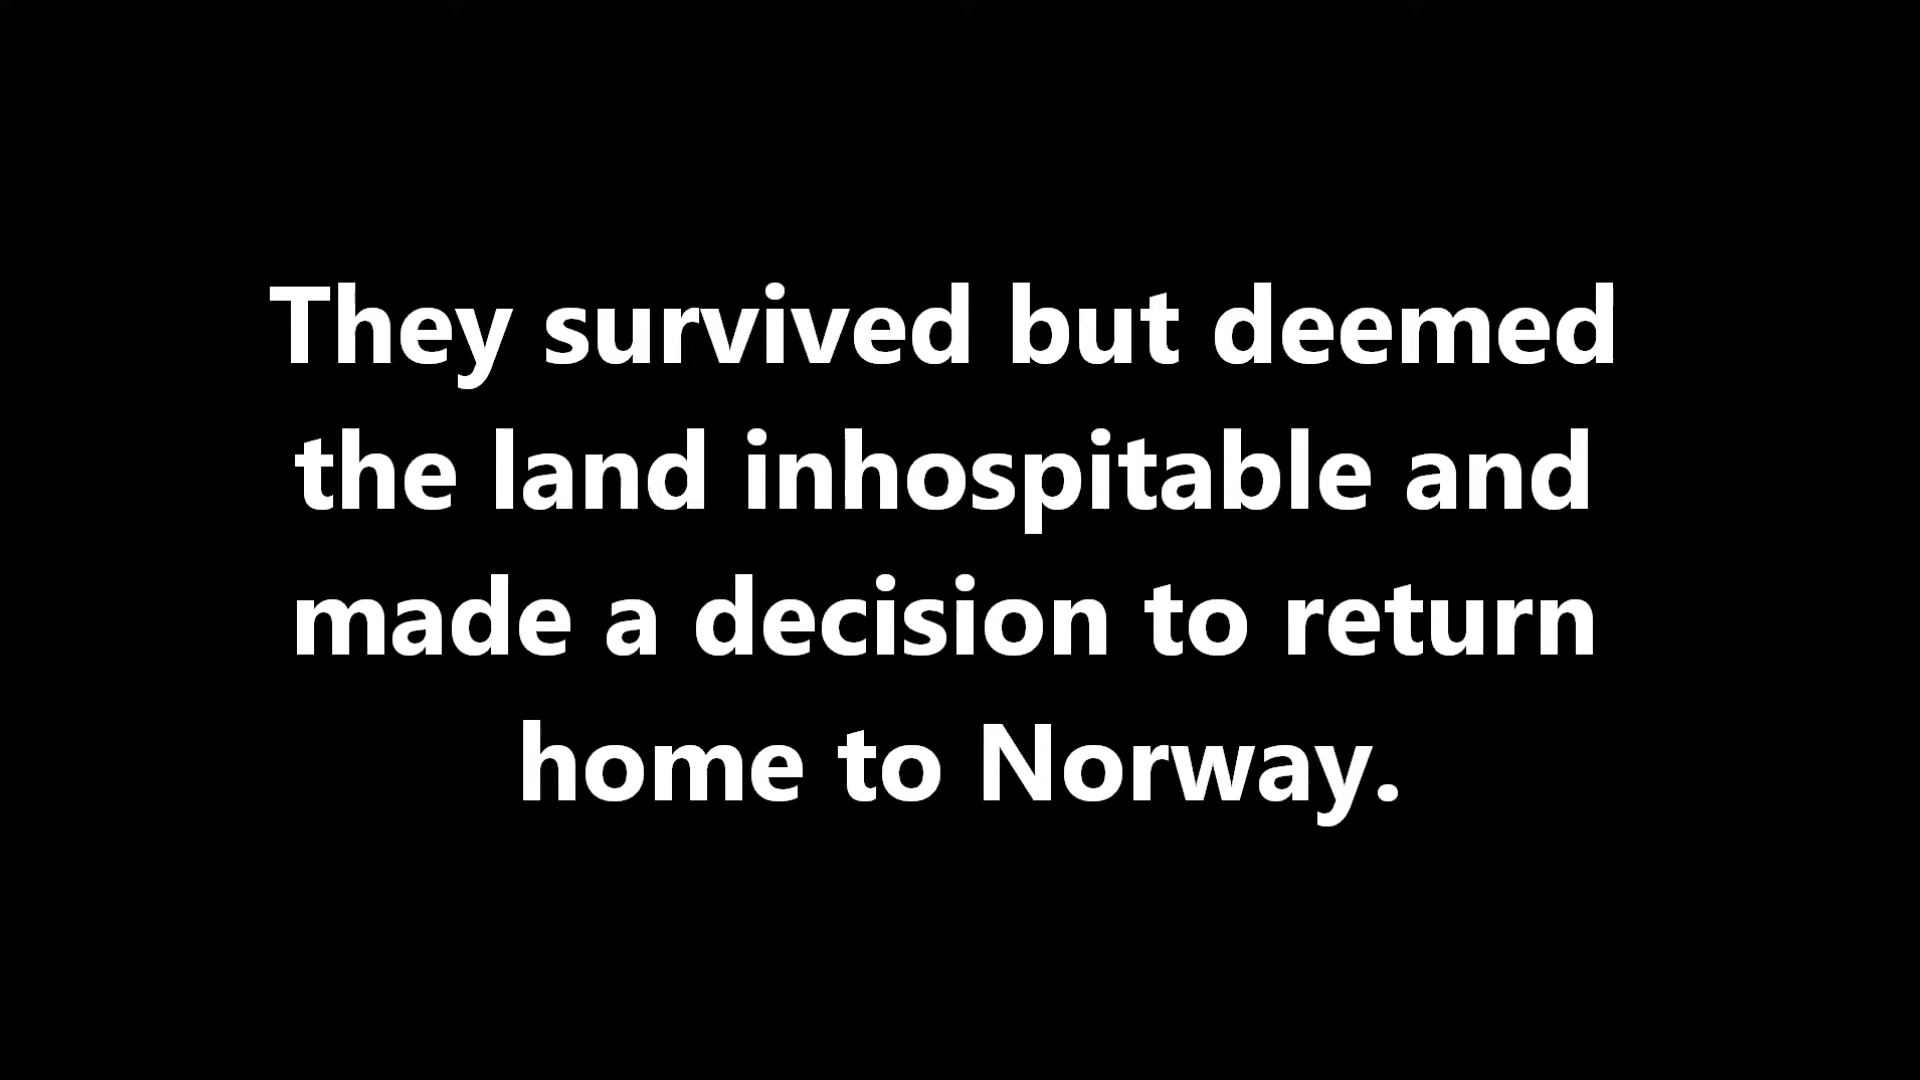 They survived but deemed
the land inhospitable and
made a decision to return
home to Norway.